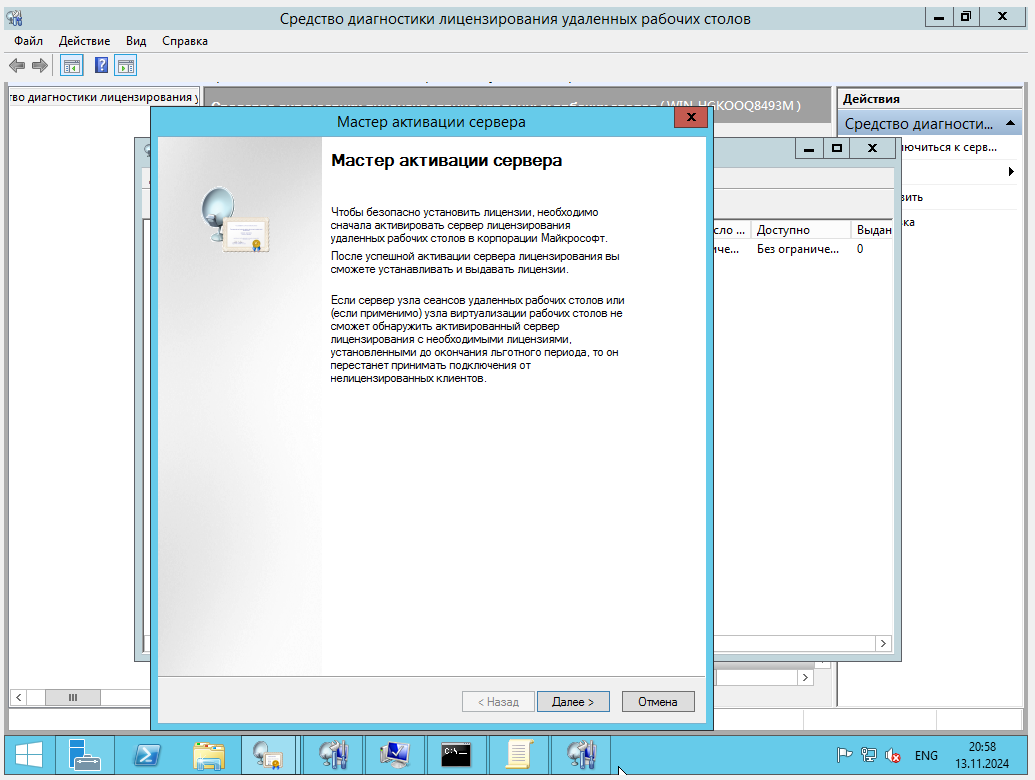 Средство диагностики лицензирования удаленных рабочих столов
Файл Действие Вид Справка
тво диагностики лицензирования
( WIN-HGKOOQ8493M )
Действия
Средство диагности...
ючиться к серв...
вить
ка
Мастер активации сервера
Мастер активации сервера
Чтобы безопасно установить лицензии, необходимо
сначала активировать сервер лицензирования
удаленных рабочих столов в корпорации Майкрософт.
После успешной активации сервера лицензирования вы
сможете устанавливать и выдавать лицензии.
Если сервер узла сеансов удаленных рабочих столов или
(если применимо) узла виртуализации рабочих столов не
сможет обнаружить активированный сервер
лицензирования с необходимыми лицензиями,
установленными до окончания льготного периода, то он
перестанет принимать подключения от
нелицензированных клиентов.
сло ... Доступно Выдан
иче... Без ограниче... 0
< Назад Далее > Отмена
ENG
20:58
13.11.2024